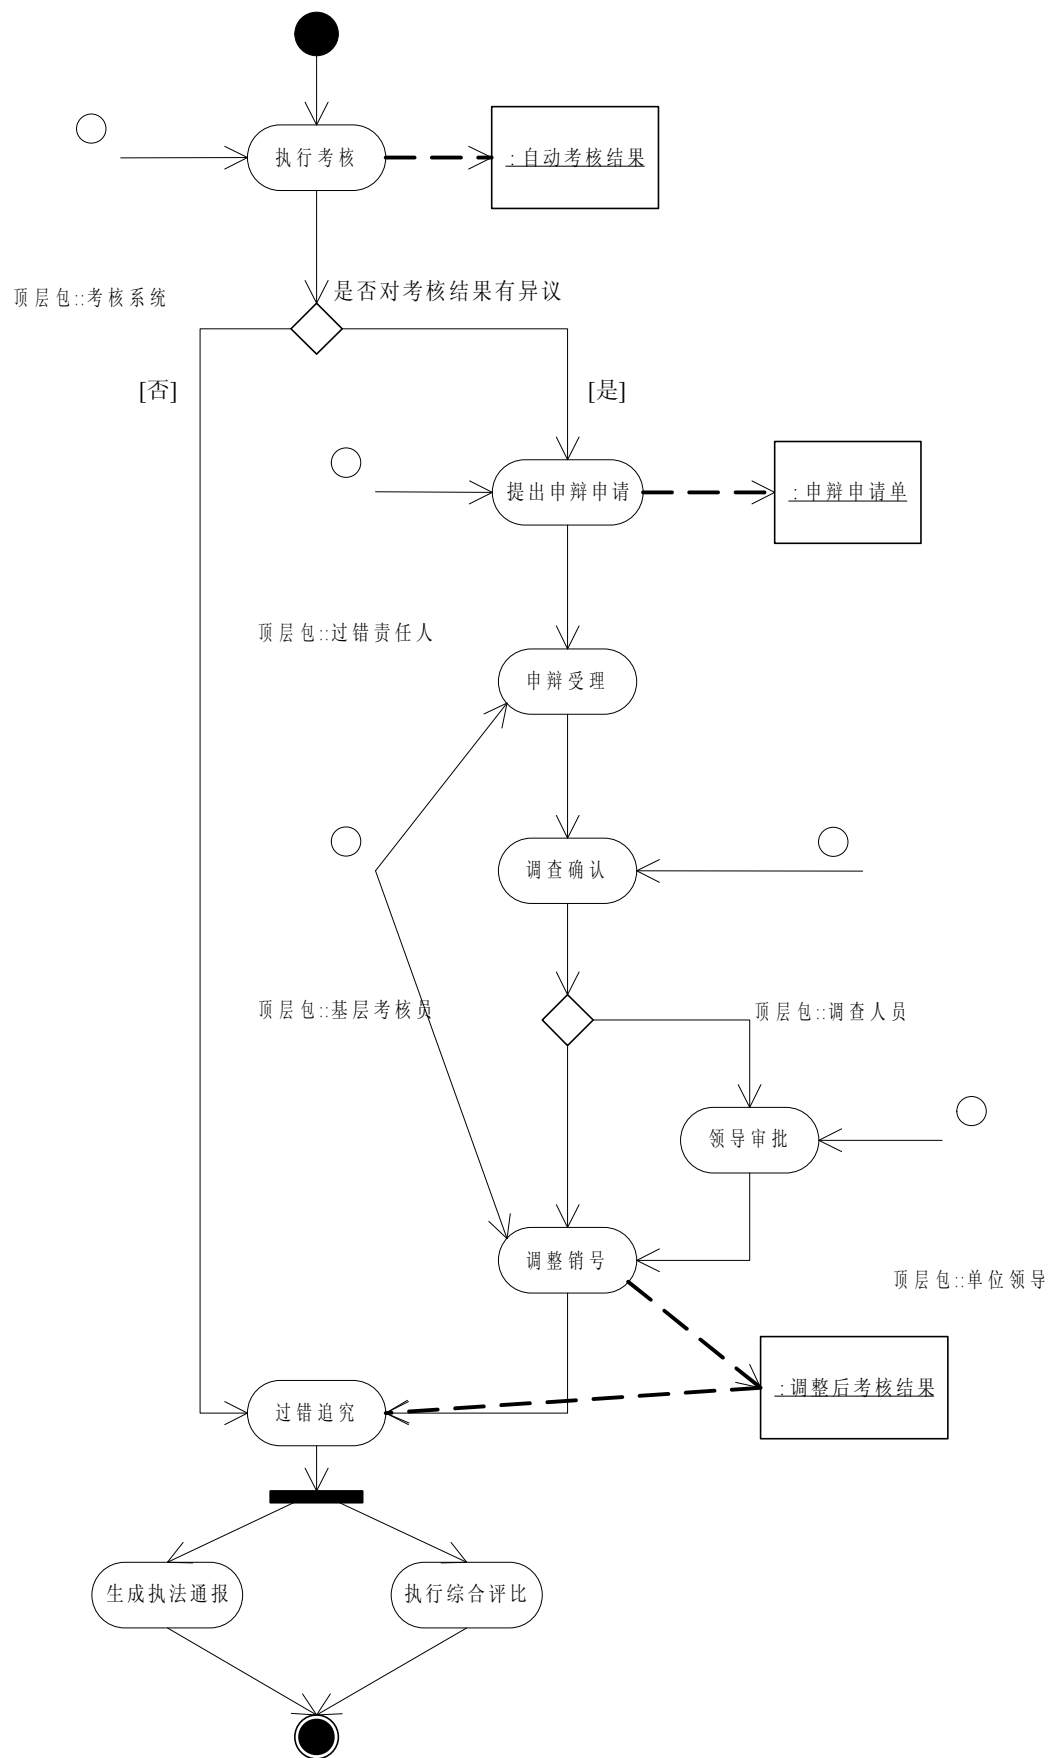 执行考核
:自动考核结果
顶层包::考核系统
是否对考核结果有异议
[否]
[是]
提出申辩申请
:申辩申请单
顶层包::过错责任人
申辩受理
调查确认
顶层包::基层考核员
顶层包::调查人员
领导审批
调整销号
顶层包::单位领导
:调整后考核结果
过错追究
生成执法通报
执行综合评比